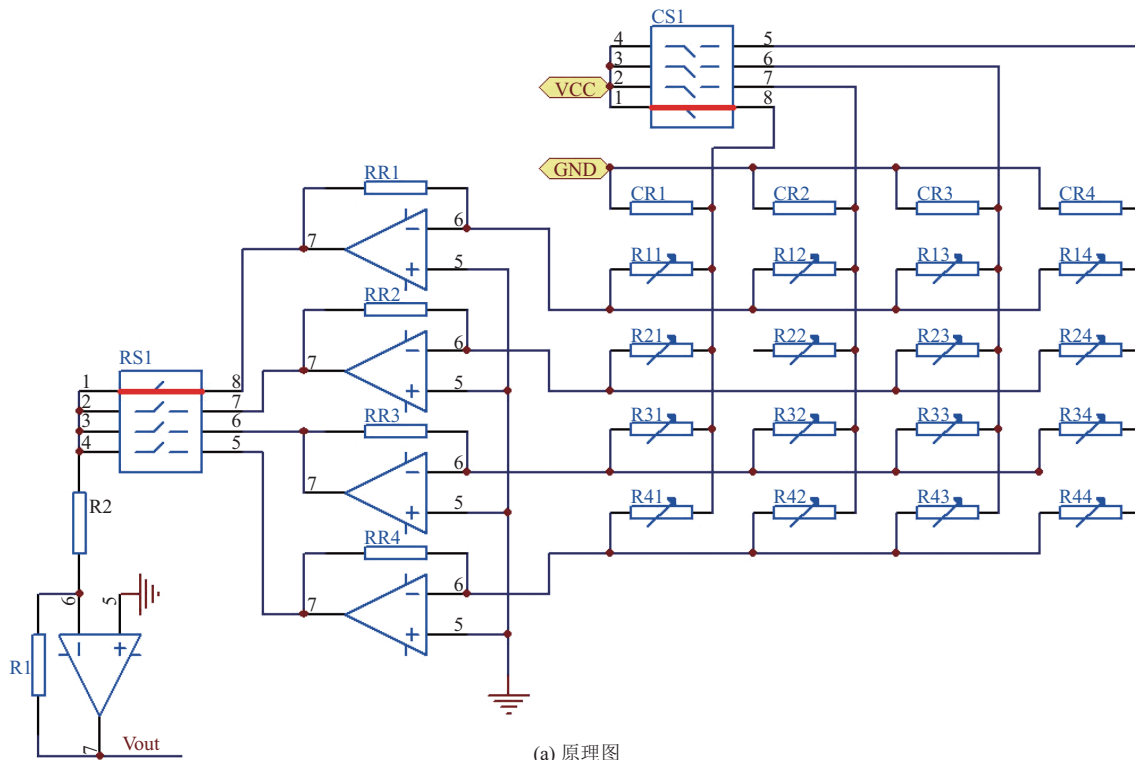 CS1
4 5
3 6
VCC 2 7
1 8
GND
RR1
CR1 CR2 CR3 CR4
6
7 5
R11 R12 R13 R14
RR2
6
7 5
R21 R22 R23 R24
RS1
1 8
2 7
3 6
4 5
RR3
6
7 5
R31 R32 R33 R34
R2
R41 R42 R43 R44
RR4
6
7 5
6 5
R1
7 Vout
(a) 原理图